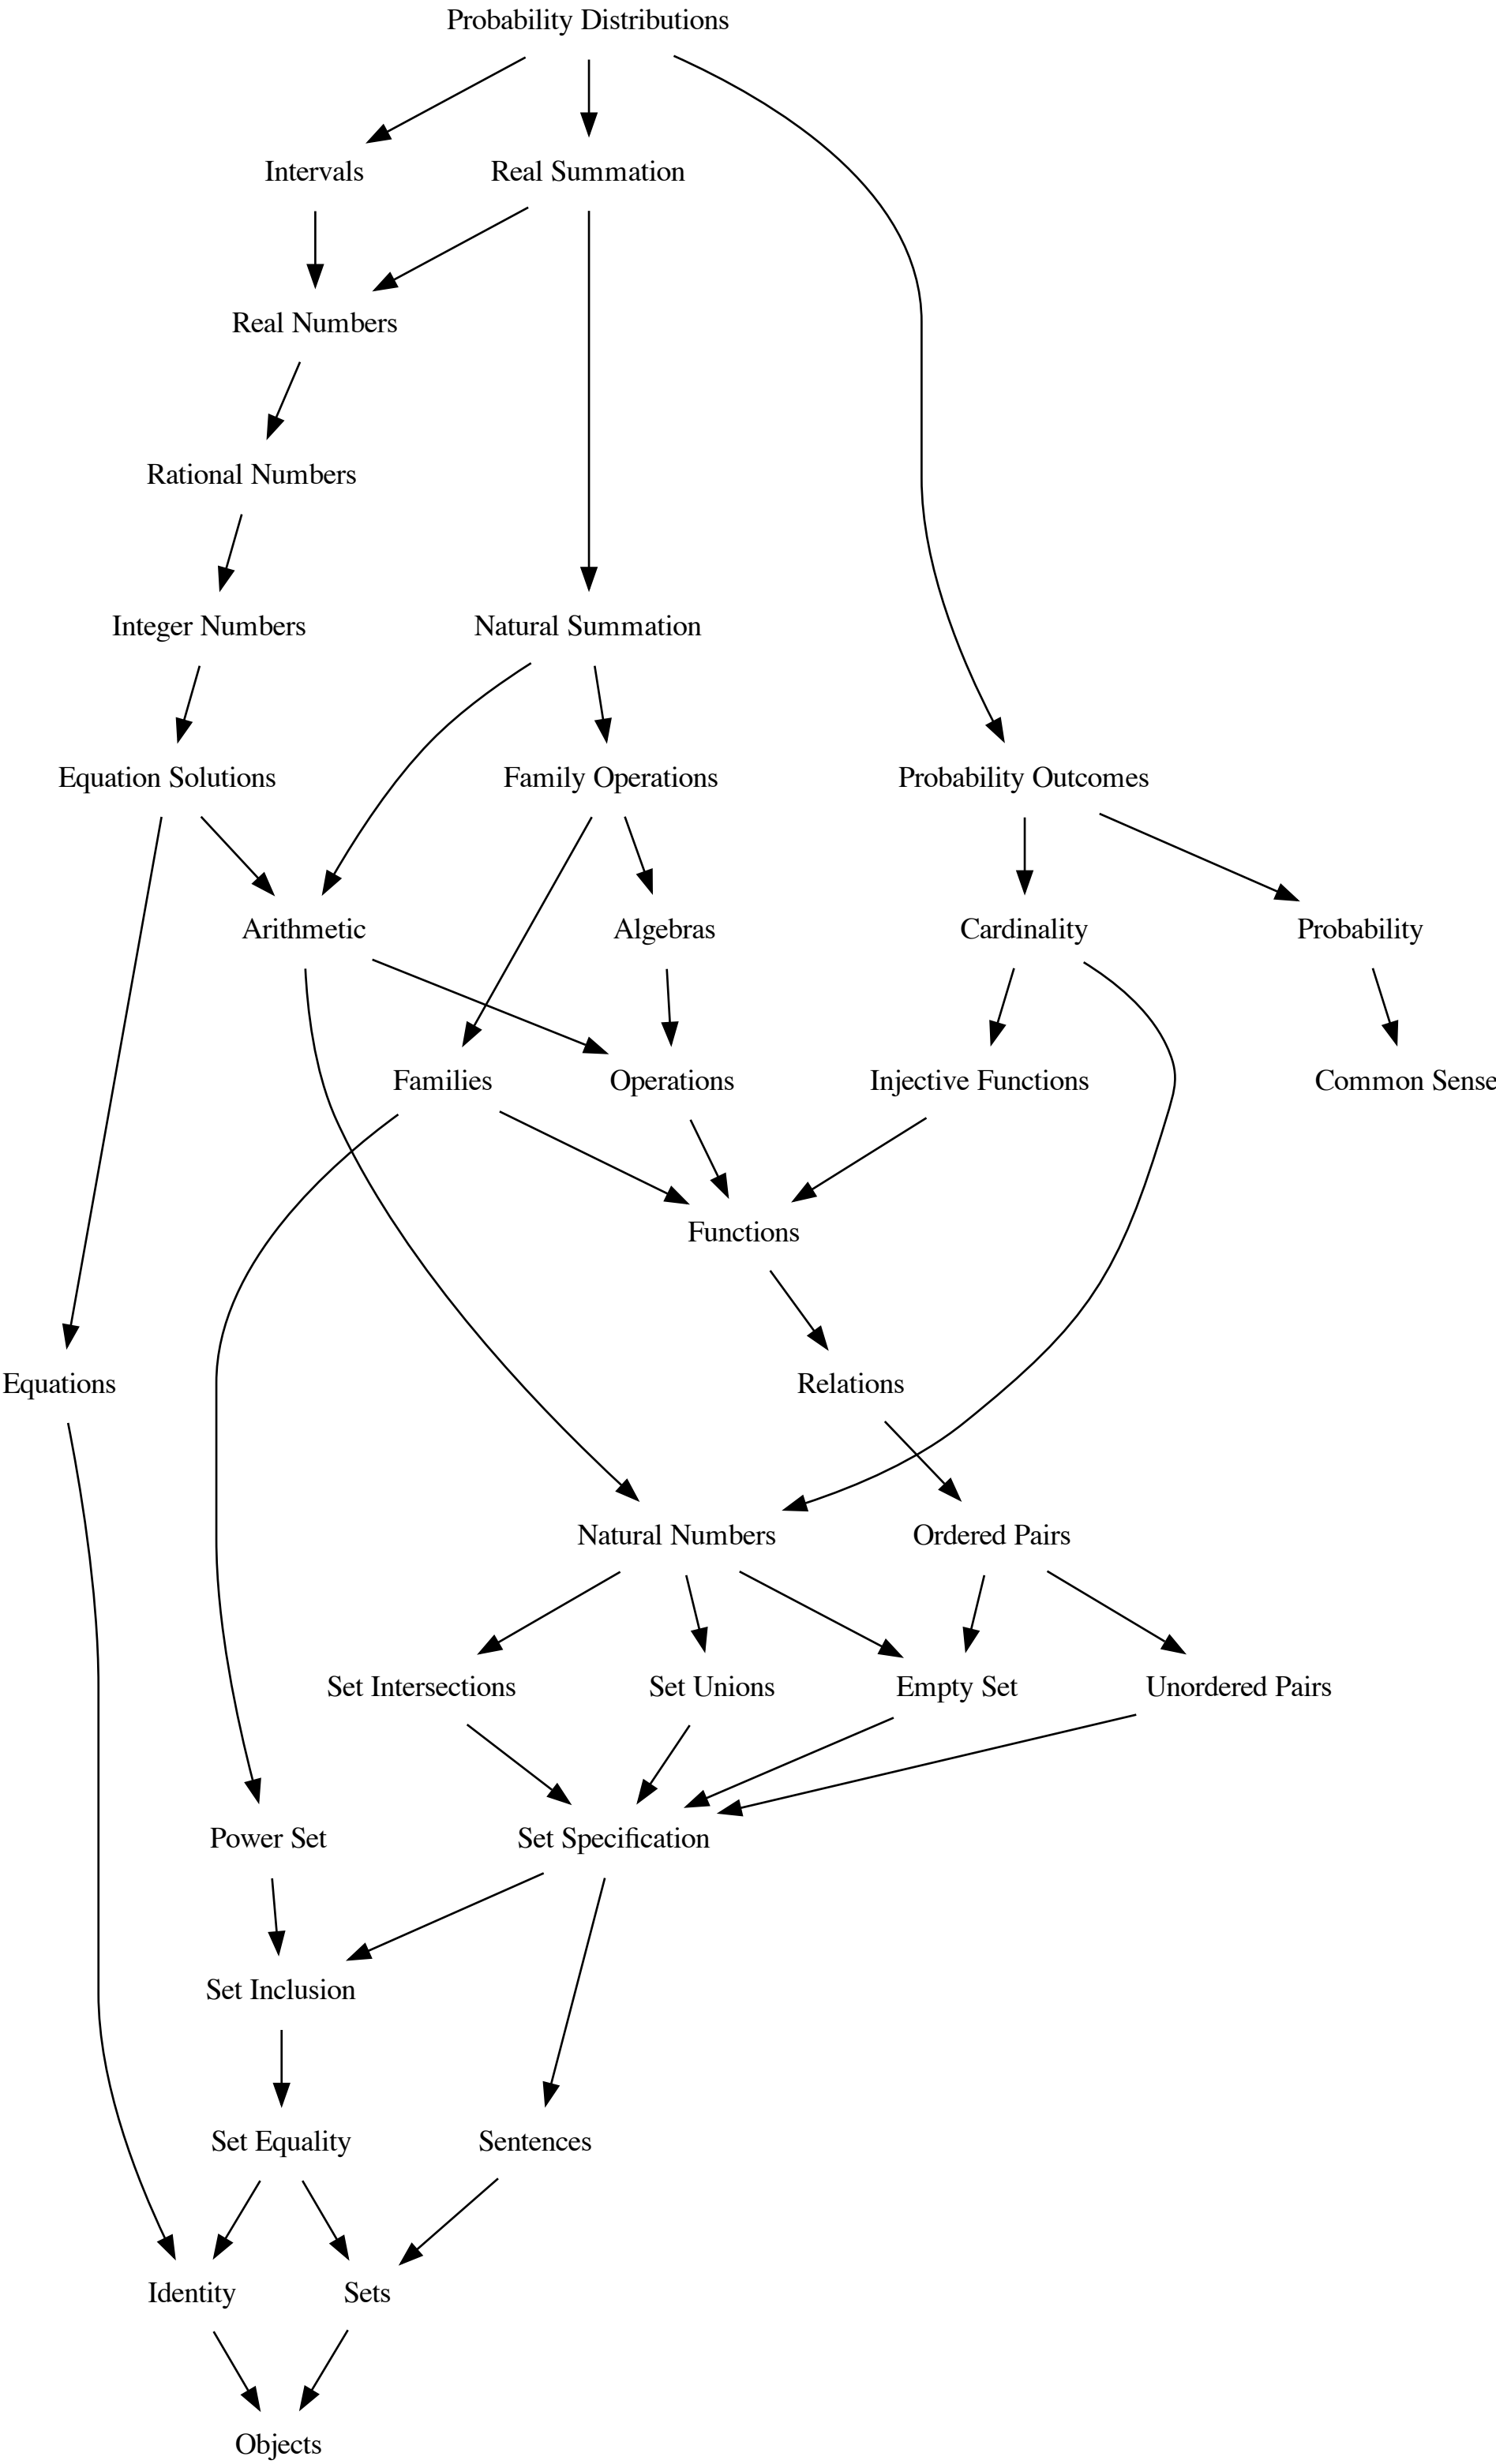 Probability Distributions
Intervals
Real Summation
Real Numbers
Rational Numbers
Integer Numbers
Natural Summation
Equation Solutions
Family Operations
Probability Outcomes
Arithmetic
Algebras
Cardinality
Probability
Families
Operations
Injective Functions
Common Sense
Functions
Equations
Relations
Natural Numbers
Ordered Pairs
Set Intersections
Set Unions
Empty Set
Unordered Pairs
Power Set
Set Specification
Set Inclusion
Set Equality
Sentences
Identity
Sets
Objects